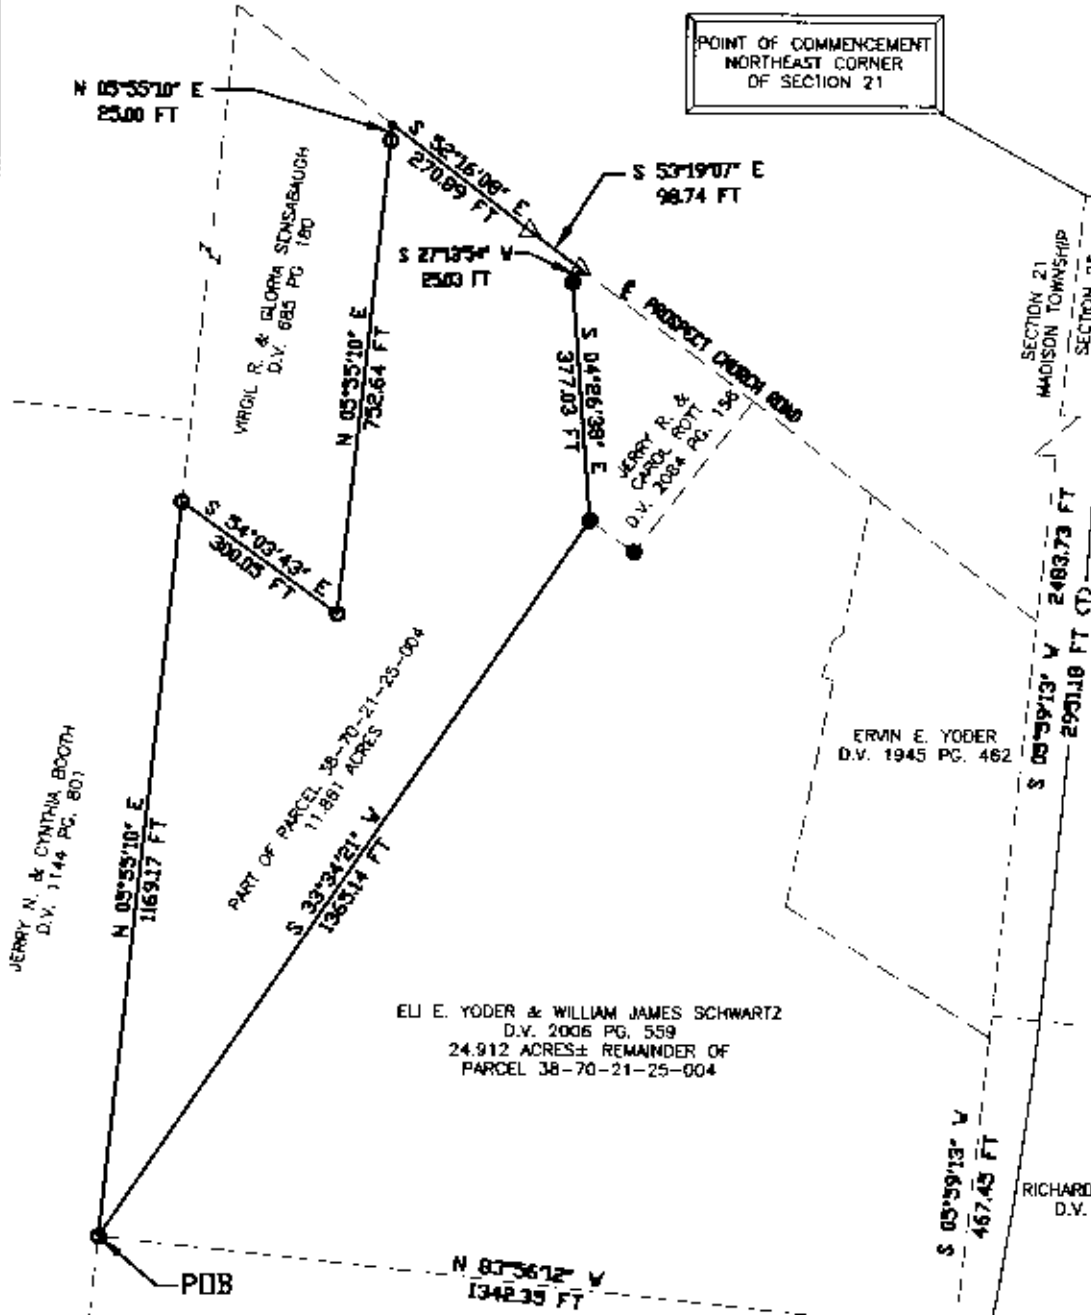 POINT OF COMMENCEMENT
NORTHEAST CORNER
OF SECTION 21
N 05°55'10" E
25.00 FT
S 52°16'08" E
270.89 FT
S 53°19'07" E
98.74 FT
S 27°13'54" W
25.03 FT
VIRGIL R. & GLORIA SENSABAUGH
D.V. 685 PG 180
N 05°55'10" E
752.64 FT
S 04°26'38" E
377.03 FT
E PROSPECT CHURCH ROAD
JERRY R. &
CAROL ROTT
D.V. 2084 PG. 156
SECTION 21
MADISON TOWNSHIP
SECTION
S 54°03'43" E
300.05 FT
S 05°59'13" W 2483.73 FT
2951.18 FT (T)
PART OF PARCEL 38-70-21-25-004
11.881 ACRES
ERVIN E. YODER
D.V. 1945 PG. 462
JERRY N. & CYNTHIA BOOTH
D.V. 1144 PG. 801
N 05°55'10" E
1169.17 FT
S 33°34'21" W
1365.14 FT
ELI E. YODER & WILLIAM JAMES SCHWARTZ
D.V. 2006 PG. 559
24.912 ACRES± REMAINDER OF
PARCEL 38-70-21-25-004
S 05°59'13" W
467.45 FT
RICHARD
D.V.
POB
N 83°56'12" W
1342.35 FT